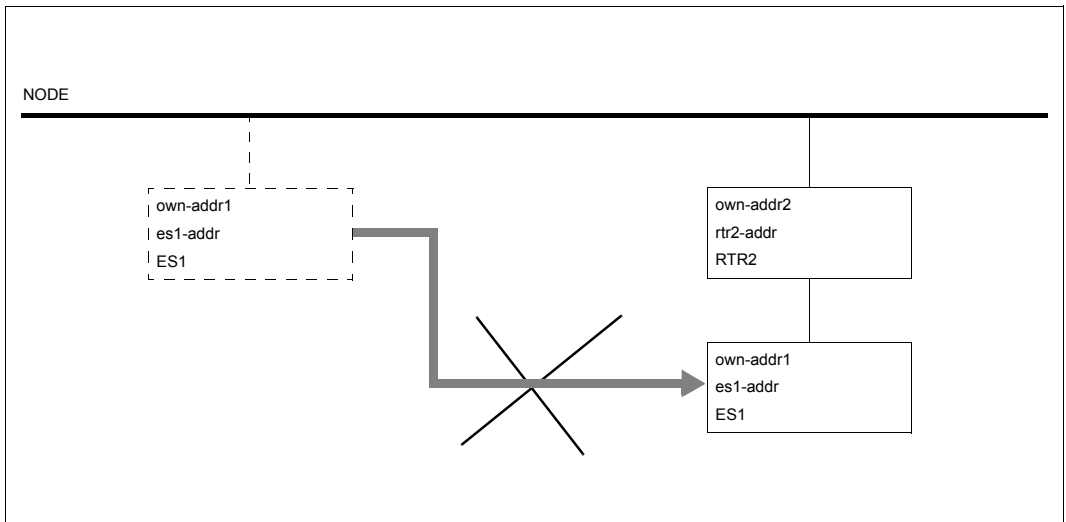 NODE
own-addr1
es1-addr
ES1
own-addr2
rtr2-addr
RTR2
own-addr1
es1-addr
ES1